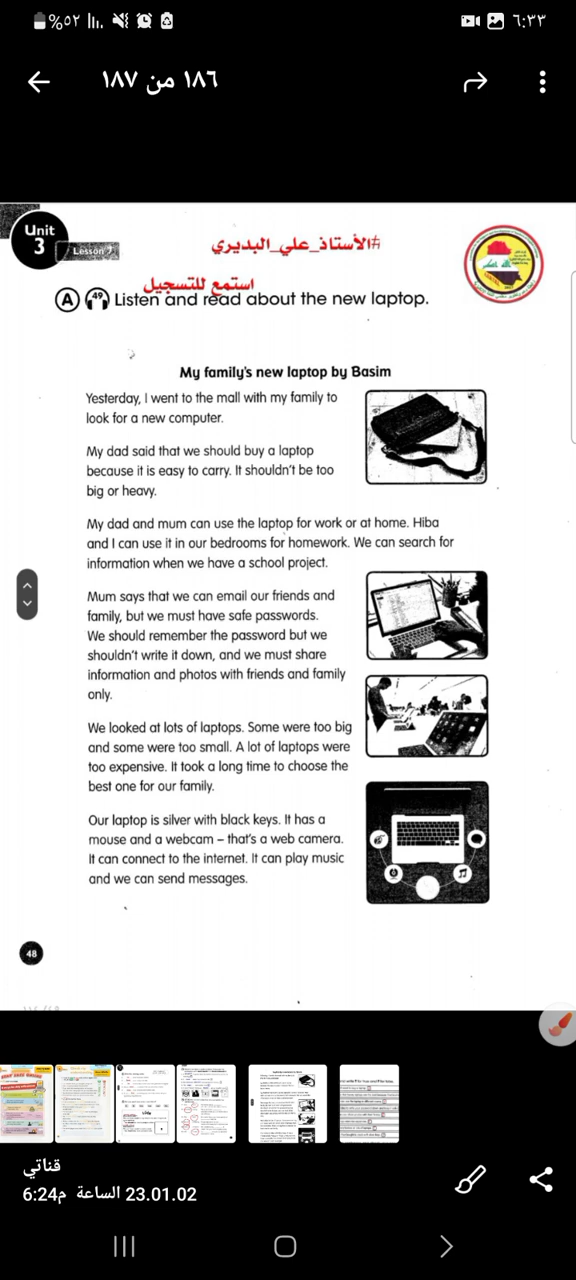 %٥٢
٦:٣٣
١٨٦ من ١٨٧
Unit
3
Lesson 7
#الأستاذ_علي_البديري
استمع للتسجيل
A 49 Listen and read about the new laptop.
My family's new laptop by Basim
Yesterday, I went to the mall with my family to
look for a new computer.
My dad said that we should buy a laptop
because it is easy to carry. It shouldn't be too
big or heavy.
My dad and mum can use the laptop for work or at home. Hiba
and I can use it in our bedrooms for homework. We can search for
information when we have a school project.
Mum says that we can email our friends and
family, but we must have safe passwords.
We should remember the password but we
shouldn't write it down, and we must share
information and photos with friends and family
only.
We looked at lots of laptops. Some were too big
and some were too small. A lot of laptops were
too expensive. It took a long time to choose the
best one for our family.
Our laptop is silver with black keys. It has a
mouse and a webcam – that's a web camera.
It can connect to the internet. It can play music
and we can send messages.
48
قناتي
23.01.02 الساعة 6:24م